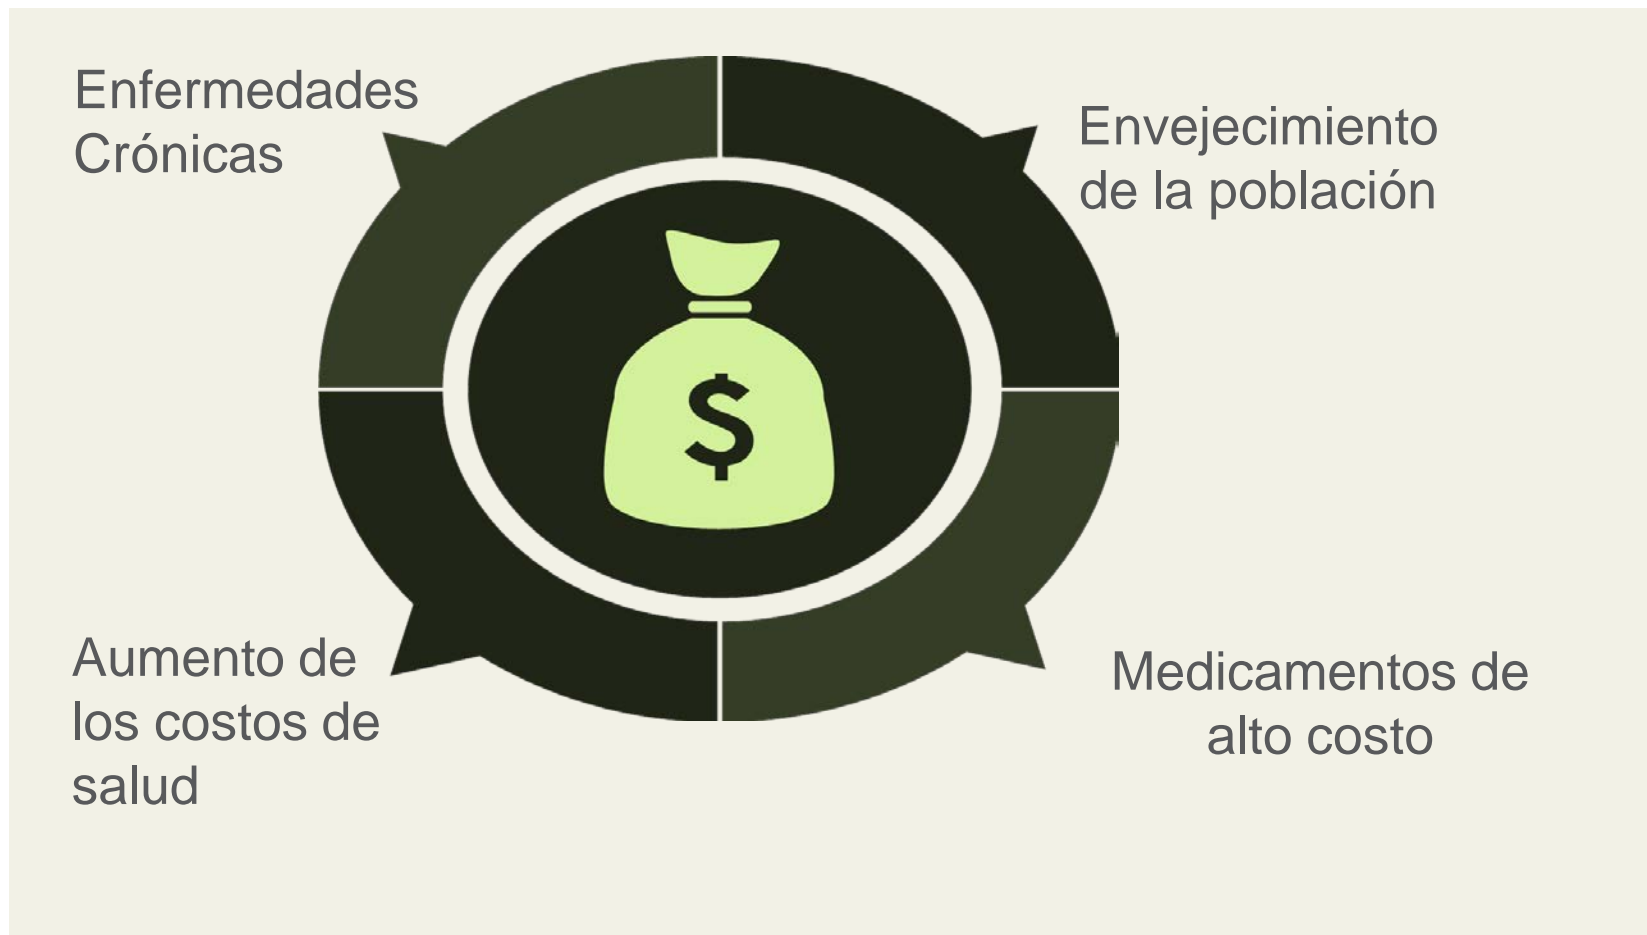 Enfermedades
Crónicas
Envejecimiento
de la población
$
Aumento de
los costos de
salud
Medicamentos de
alto costo